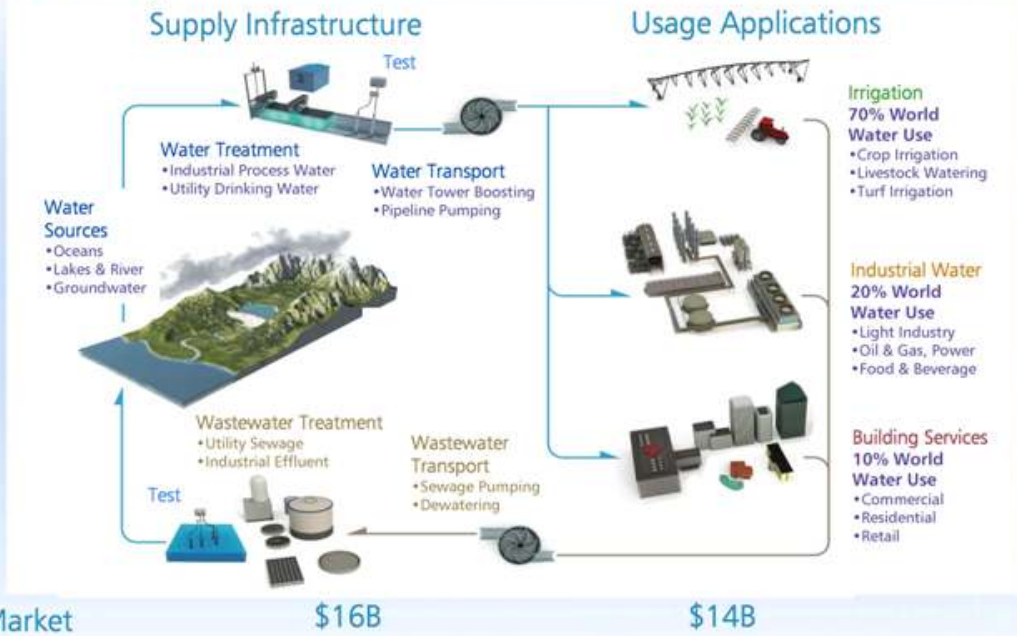 Supply Infrastructure
Usage Applications
Test
Water Treatment
•Industrial Process Water
•Utility Drinking Water
Water Transport
•Water Tower Boosting
•Pipeline Pumping
Water
Sources
•Oceans
•Lakes & River
•Groundwater
Irrigation
70% World
Water Use
•Crop Irrigation
•Livestock Watering
•Turf Irrigation
Industrial Water
20% World
Water Use
•Light Industry
•Oil & Gas, Power
•Food & Beverage
Building Services
10% World
Water Use
•Commercial
•Residential
•Retail
Wastewater Treatment
•Utility Sewage
•Industrial Effluent
Wastewater
Transport
•Sewage Pumping
•Dewatering
Test
Market
$16B
$14B